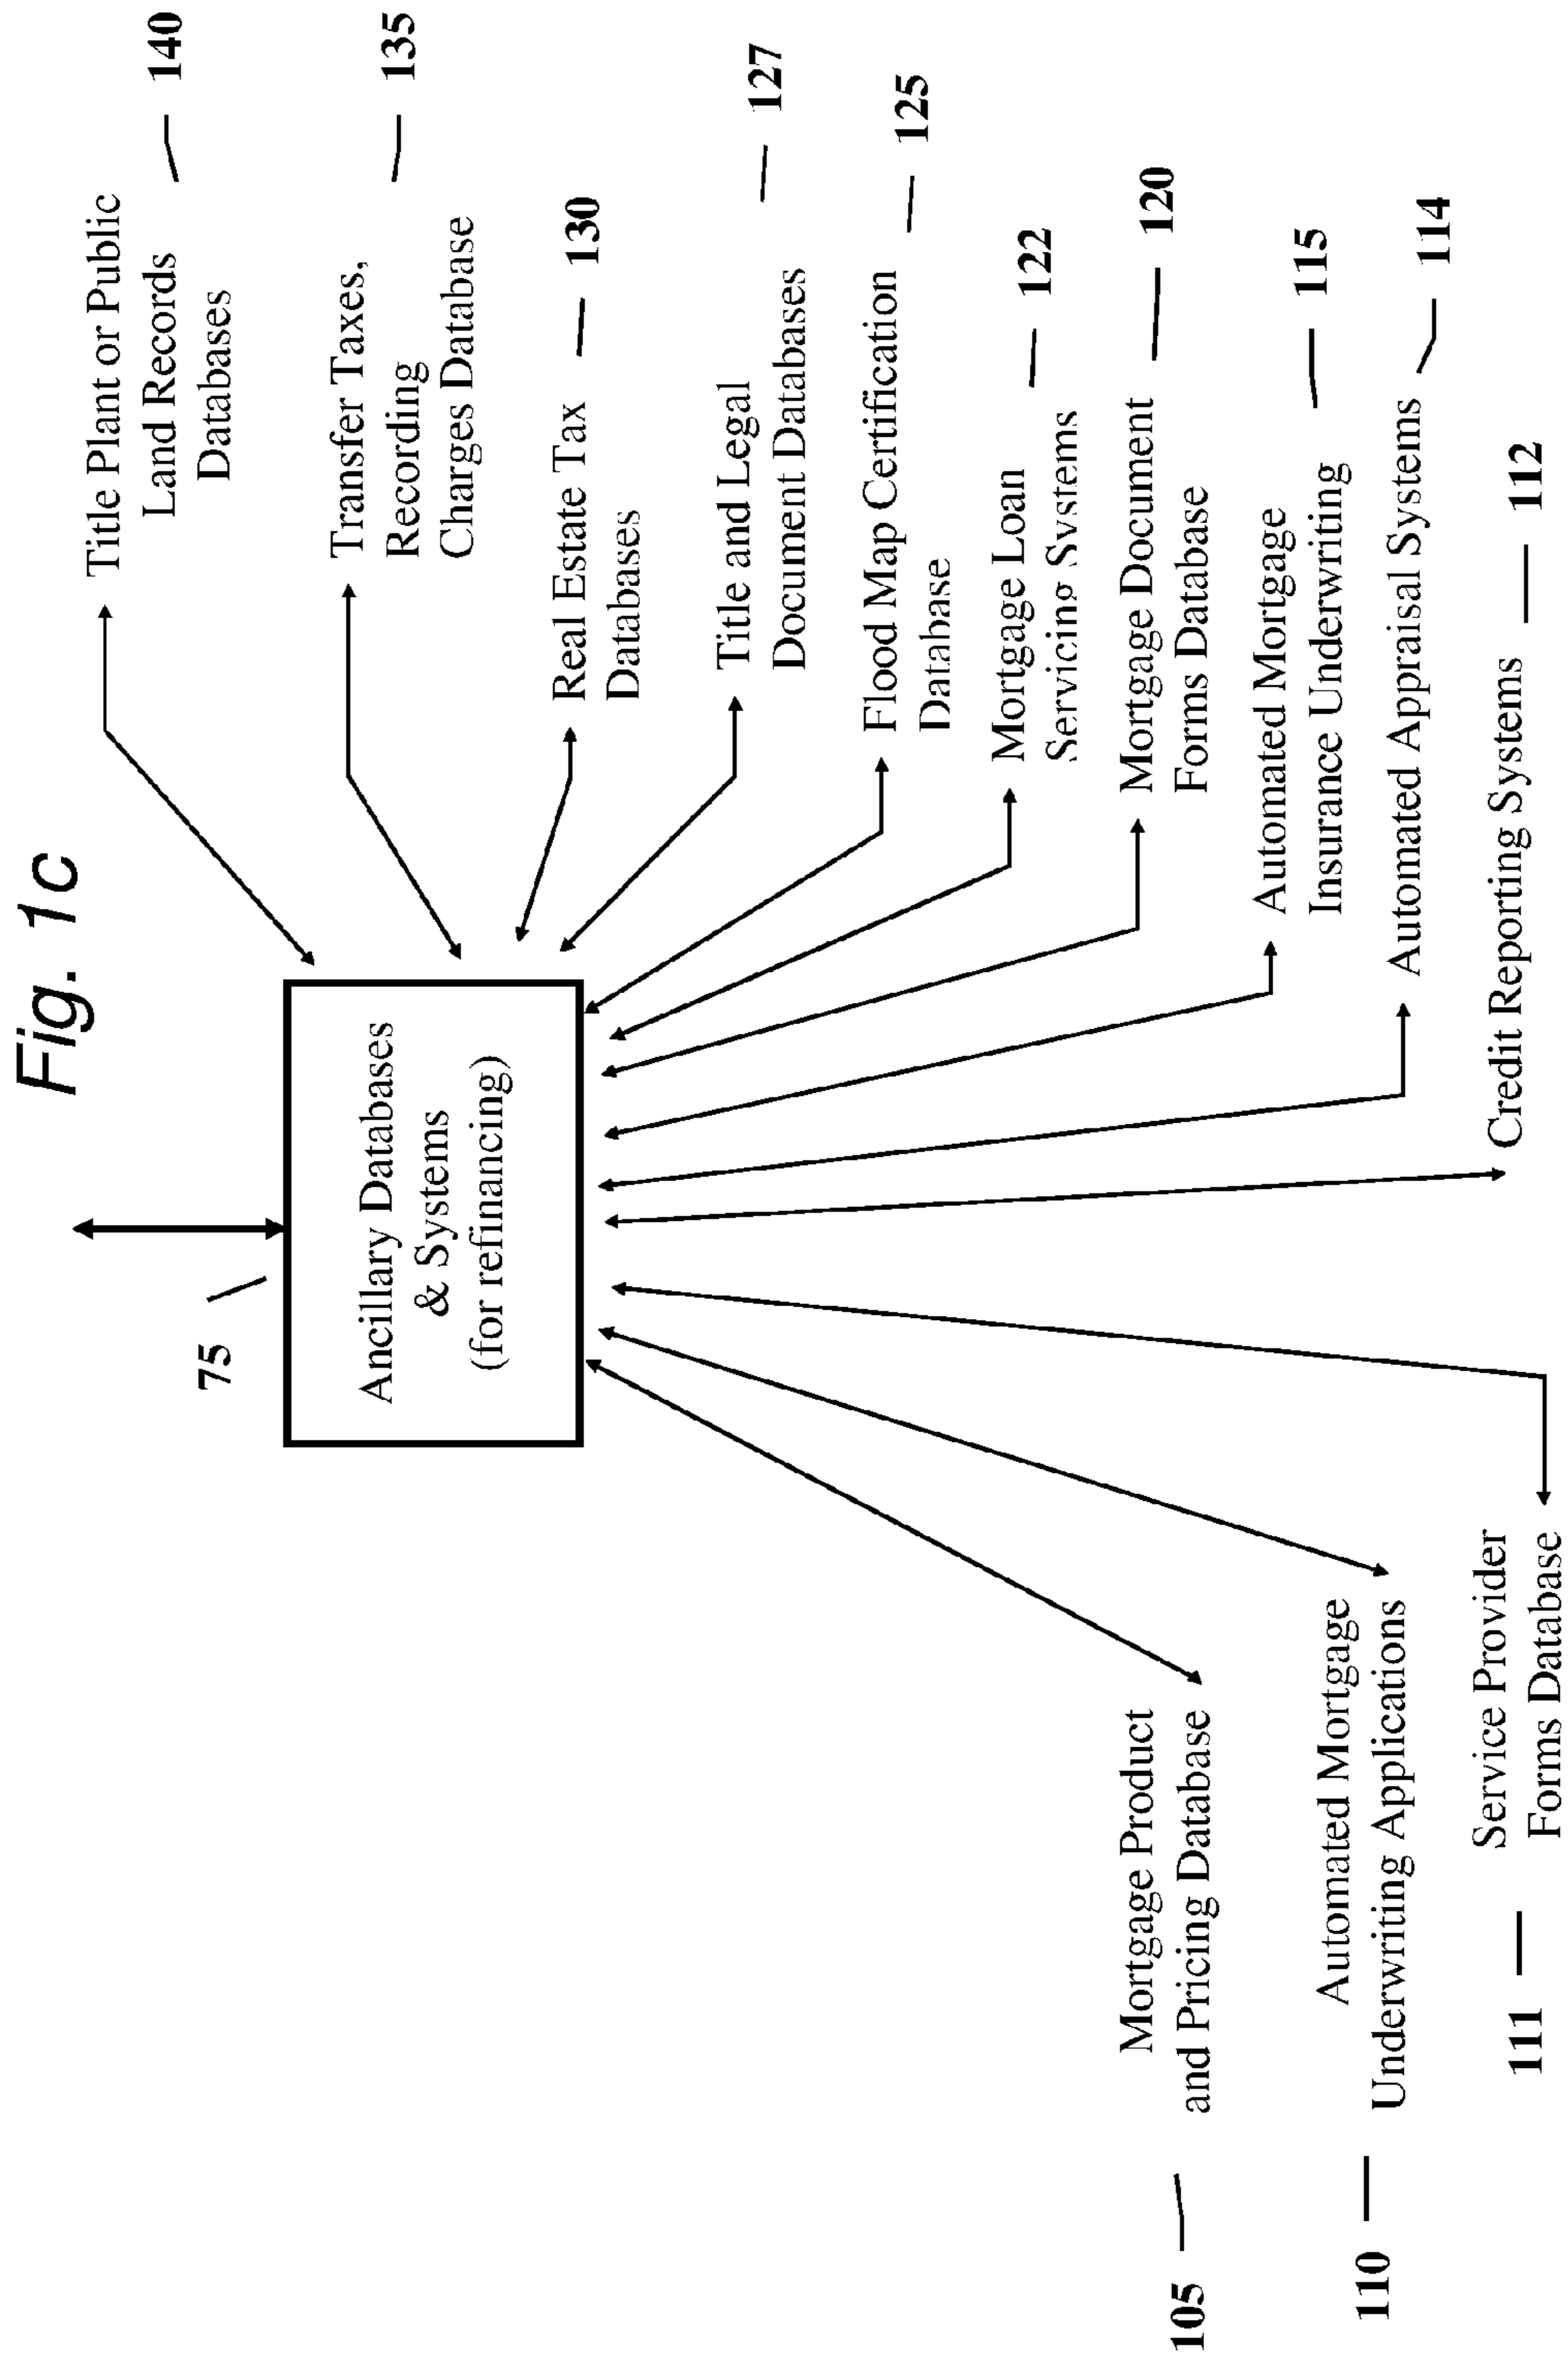 Fig. 1c
75
Ancillary Databases
& Systems
(for refinancing)
Title Plant or Public
Land Records
Databases
140
Transfer Taxes,
Recording
Charges Database
135
Real Estate Tax
Databases
130
Title and Legal
Document Databases
127
Flood Map Certification
Database
125
Mortgage Loan
Servicing Systems
122
Mortgage Document
Forms Database
120
Automated Mortgage
Insurance Underwriting
115
Automated Appraisal Systems
114
Credit Reporting Systems
112
Mortgage Product
and Pricing Database
105
Automated Mortgage
Underwriting Applications
110
Service Provider
Forms Database
111